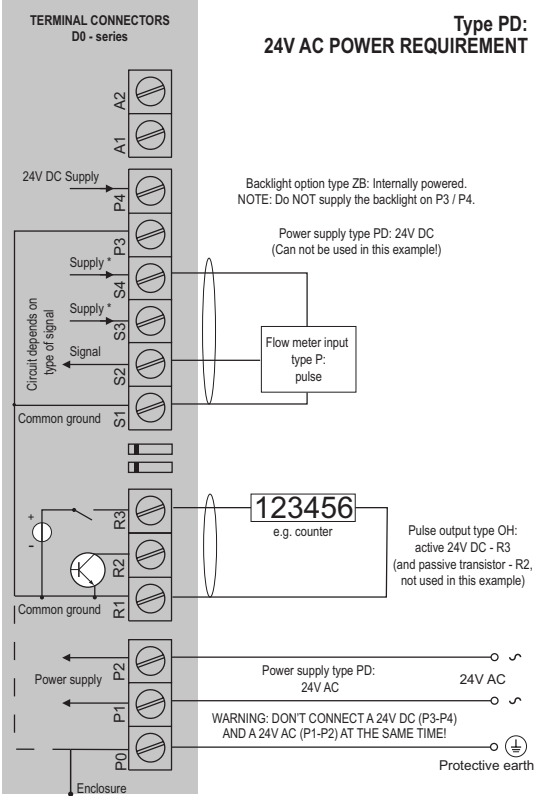 TERMINAL CONNECTORS
D0 - series
Type PD:
24V AC POWER REQUIREMENT
A2
A1
24V DC Supply
P4
Backlight option type ZB: Internally powered.
NOTE: Do NOT supply the backlight on P3 / P4.
P3
Power supply type PD: 24V DC
(Can not be used in this example!)
Supply *
S4
Supply *
S3
Circuit depends on
type of signal
Signal
S2
Flow meter input
type P:
pulse
Common ground
S1
+
-
R3
123456
e.g. counter
Pulse output type OH:
active 24V DC - R3
(and passive transistor - R2,
not used in this example)
R2
Common ground
R1
Power supply
P2
Power supply type PD:
24V AC
24V AC
P1
WARNING: DON'T CONNECT A 24V DC (P3-P4)
AND A 24V AC (P1-P2) AT THE SAME TIME!
P0
Protective earth
Enclosure